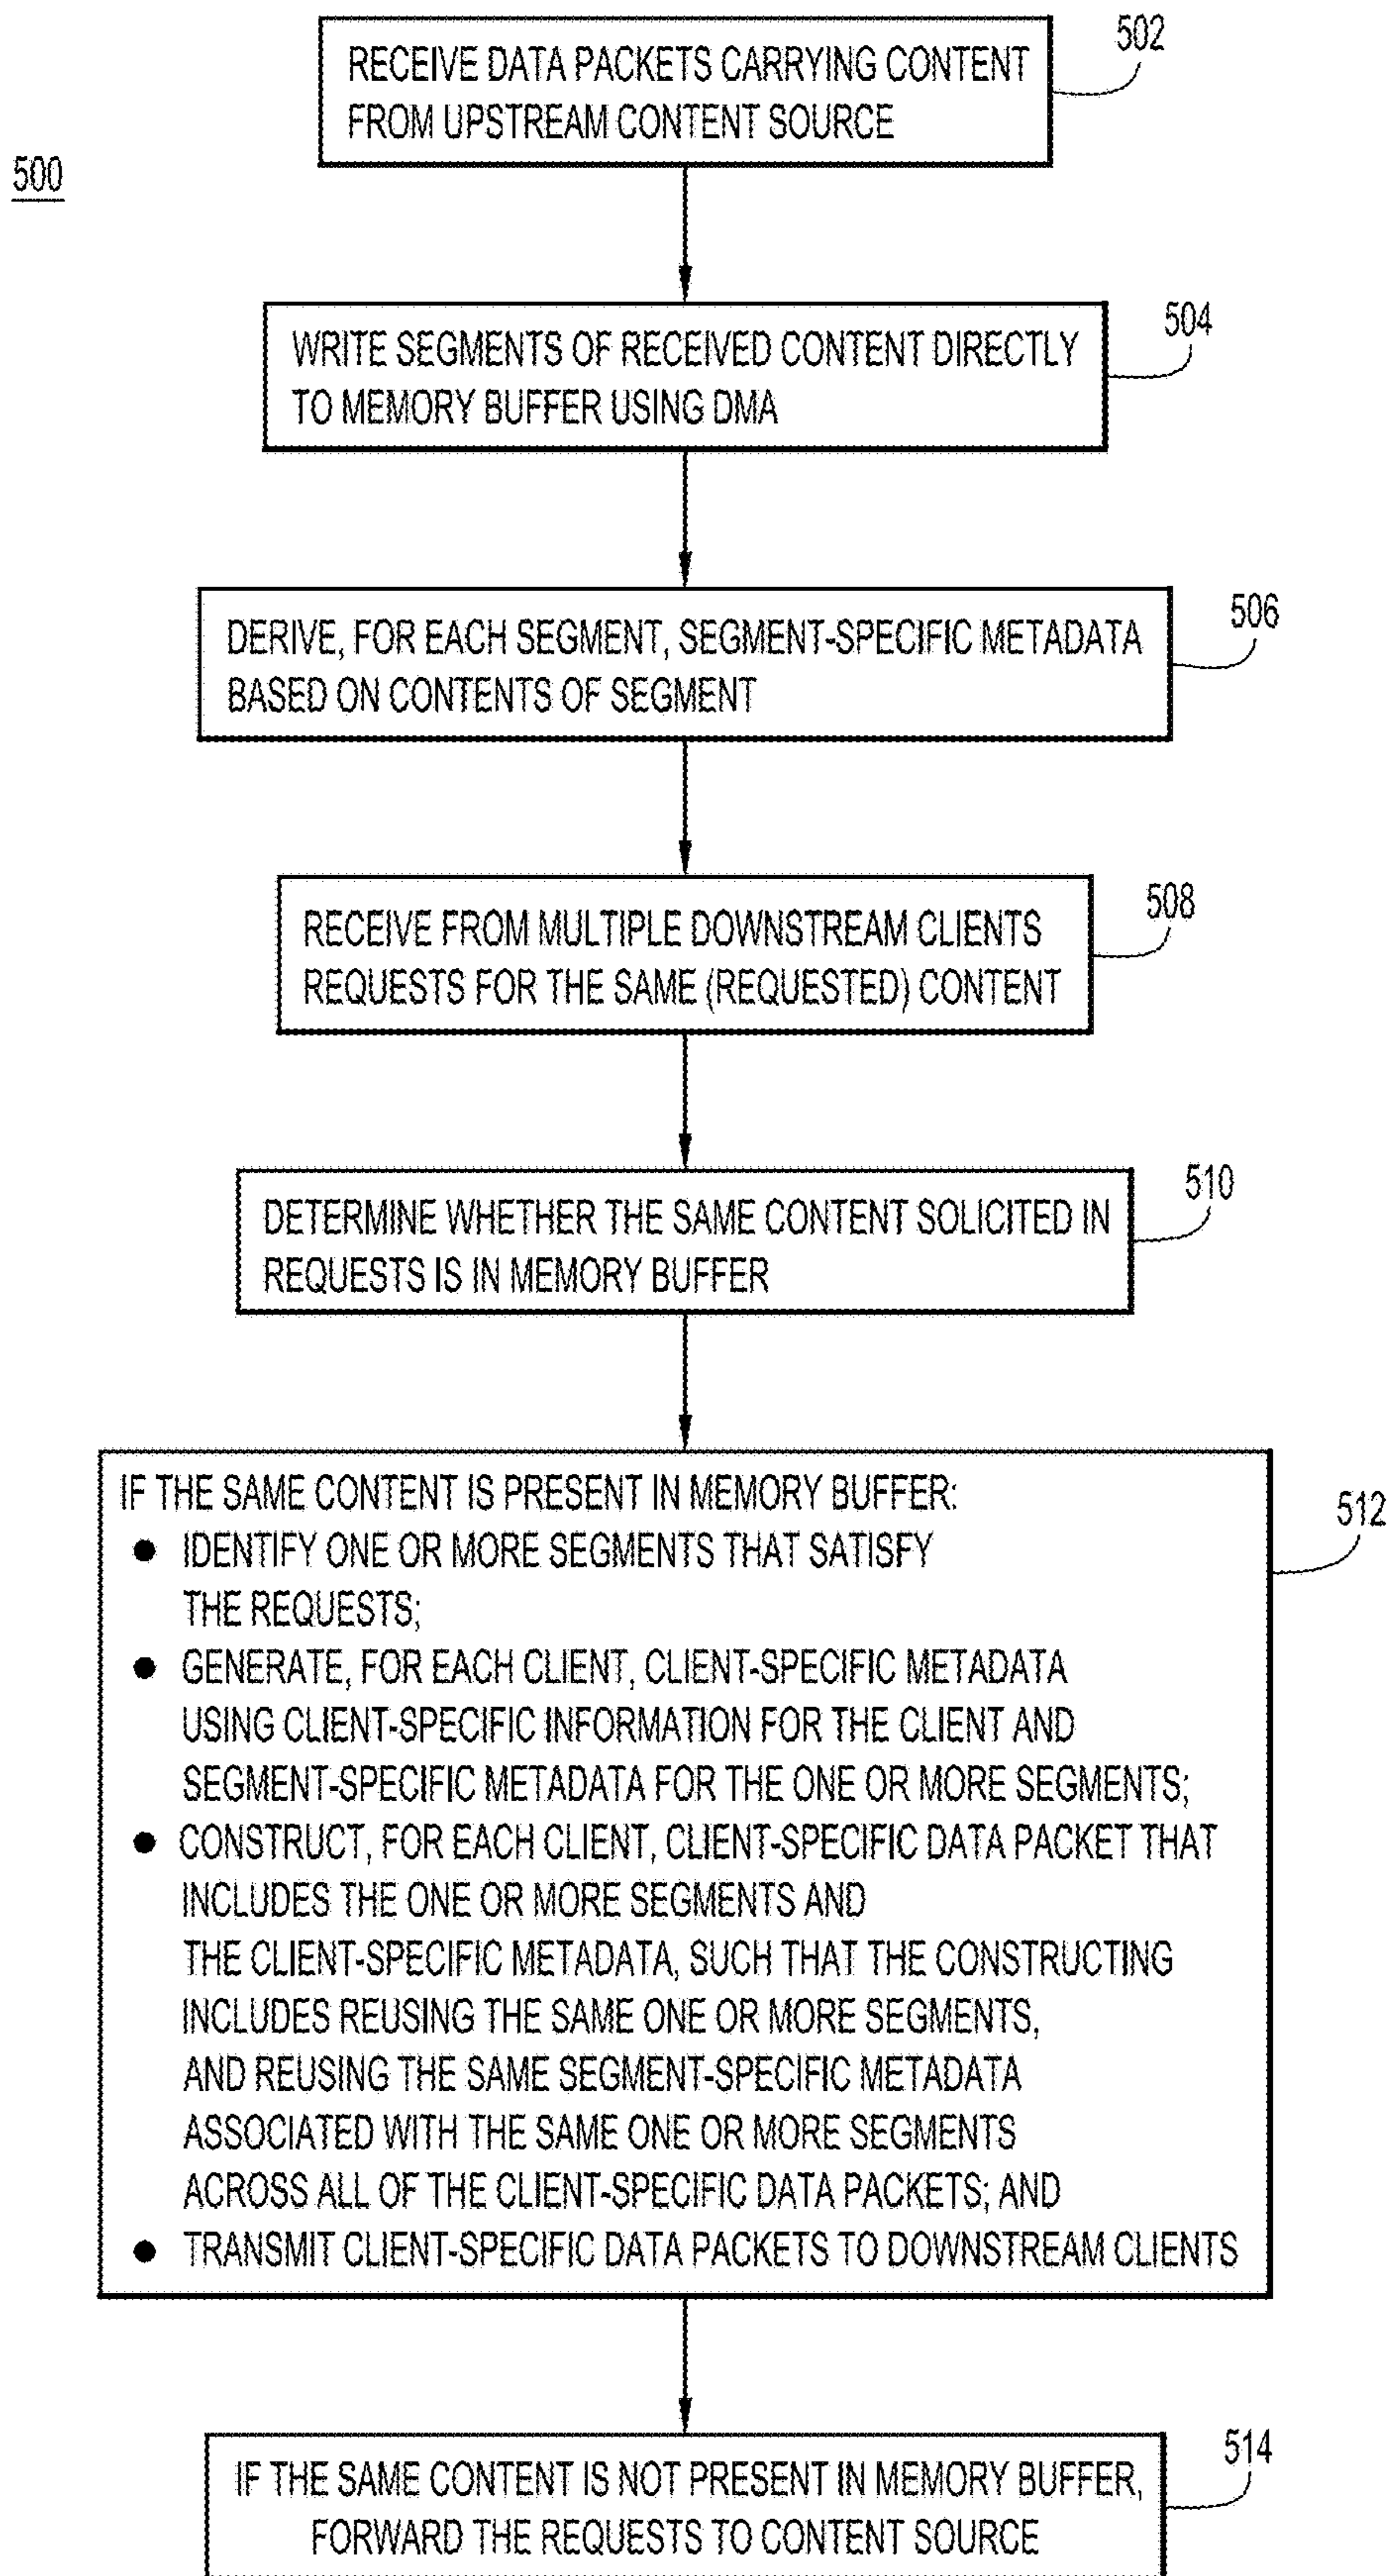 502
RECEIVE DATA PACKETS CARRYING CONTENT
FROM UPSTREAM CONTENT SOURCE
500
504
WRITE SEGMENTS OF RECEIVED CONTENT DIRECTLY
TO MEMORY BUFFER USING DMA
506
DERIVE, FOR EACH SEGMENT, SEGMENT-SPECIFIC METADATA
BASED ON CONTENTS OF SEGMENT
508
RECEIVE FROM MULTIPLE DOWNSTREAM CLIENTS
REQUESTS FOR THE SAME (REQUESTED) CONTENT
510
DETERMINE WHETHER THE SAME CONTENT SOLICITED IN
REQUESTS IS IN MEMORY BUFFER
512
IF THE SAME CONTENT IS PRESENT IN MEMORY BUFFER:
● IDENTIFY ONE OR MORE SEGMENTS THAT SATISFY
THE REQUESTS;
● GENERATE, FOR EACH CLIENT, CLIENT-SPECIFIC METADATA
USING CLIENT-SPECIFIC INFORMATION FOR THE CLIENT AND
SEGMENT-SPECIFIC METADATA FOR THE ONE OR MORE SEGMENTS;
● CONSTRUCT, FOR EACH CLIENT, CLIENT-SPECIFIC DATA PACKET THAT
INCLUDES THE ONE OR MORE SEGMENTS AND
THE CLIENT-SPECIFIC METADATA, SUCH THAT THE CONSTRUCTING
INCLUDES REUSING THE SAME ONE OR MORE SEGMENTS,
AND REUSING THE SAME SEGMENT-SPECIFIC METADATA
ASSOCIATED WITH THE SAME ONE OR MORE SEGMENTS
ACROSS ALL OF THE CLIENT-SPECIFIC DATA PACKETS; AND
● TRANSMIT CLIENT-SPECIFIC DATA PACKETS TO DOWNSTREAM CLIENTS
514
IF THE SAME CONTENT IS NOT PRESENT IN MEMORY BUFFER,
FORWARD THE REQUESTS TO CONTENT SOURCE